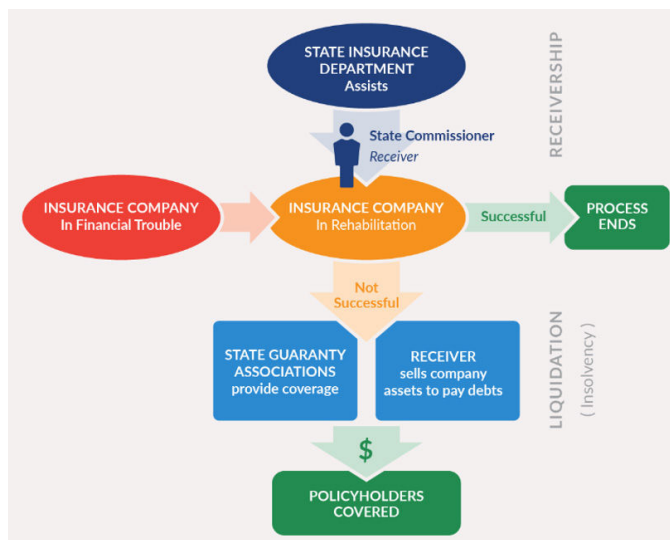 STATE INSURANCE
DEPARTMENT
Assists
RECEIVERSHIP
State Commissioner
Receiver
INSURANCE COMPANY
In Financial Trouble
INSURANCE COMPANY
In Rehabilitation
Successful
PROCESS
ENDS
Not
Successful
STATE GUARANTY
ASSOCIATIONS
provide coverage
RECEIVER
sells company
assets to pay debts
LIQUIDATION
( Insolvency )
$
POLICYHOLDERS
COVERED